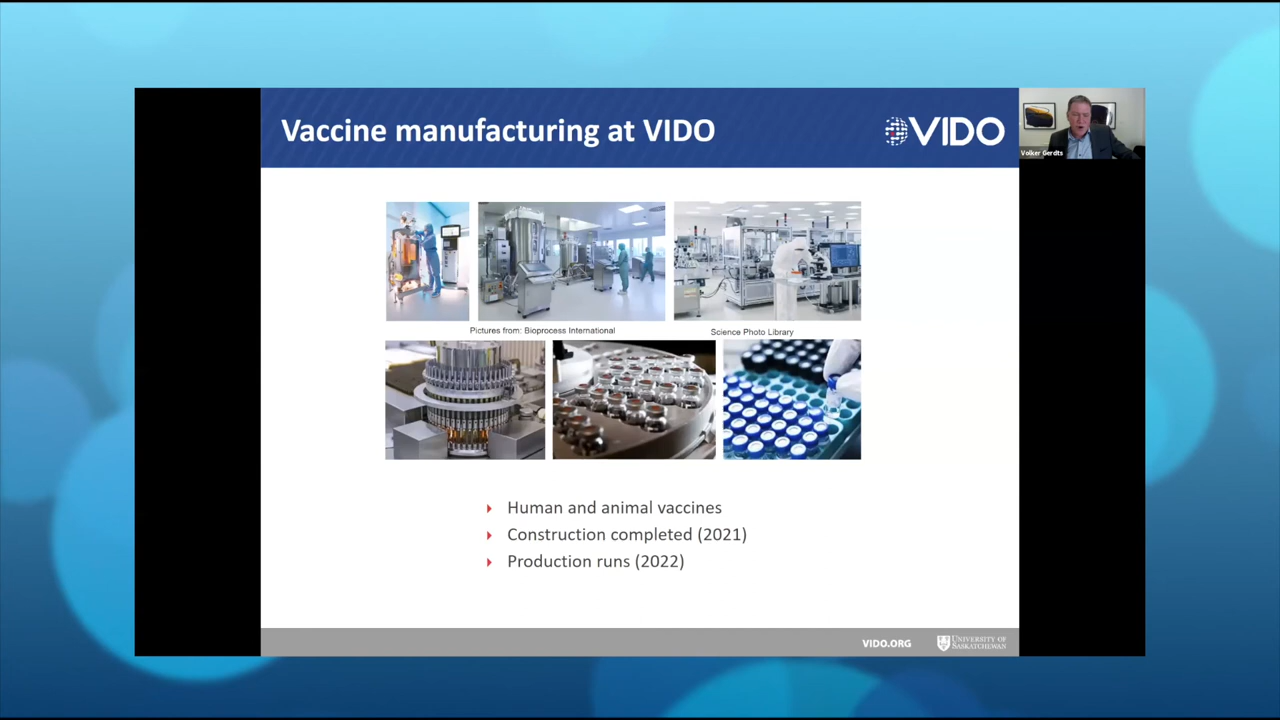 Vaccine manufacturing at VIDO
VIDO
Volker Gerdts
Pictures from: Bioprocess International
Science Photo Library
Human and animal vaccines
Construction completed (2021)
Production runs (2022)
VIDO.ORG
UNIVERSITY OF
SASKATCHEWAN